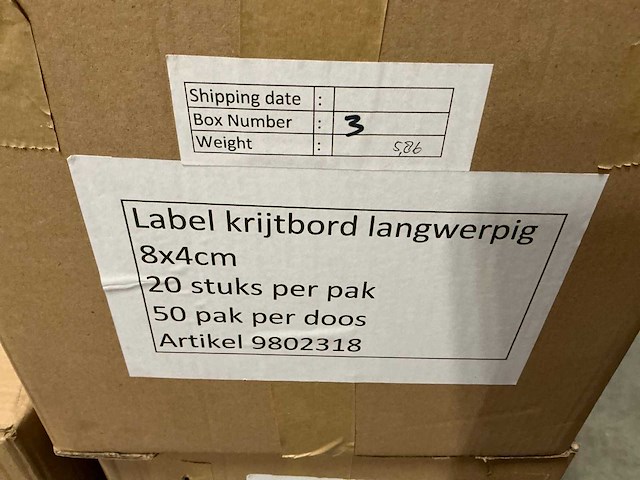 Shipping date :
Box Number : 3
Weight : 5,86
Label krijtbord langwerpig
8x4cm
20 stuks per pak
50 pak per doos
Artikel 9802318